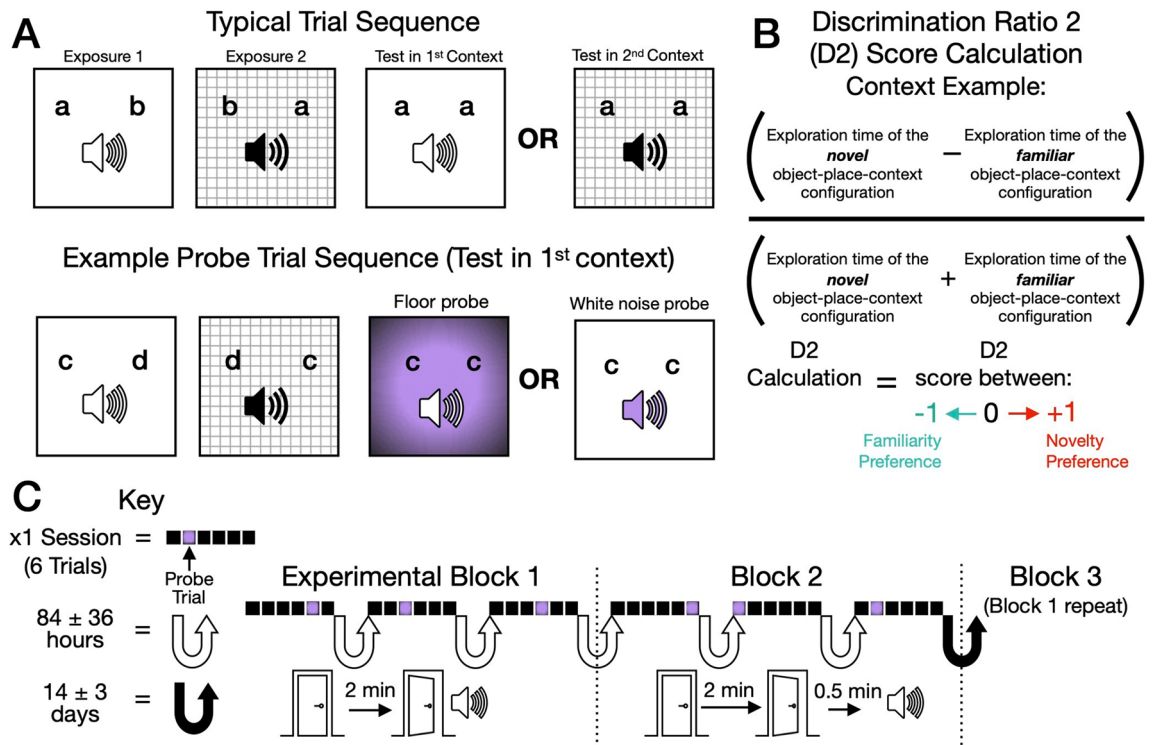 A
Typical Trial Sequence
Exposure 1
Exposure 2
Test in 1st Context
Test in 2nd Context
a b
b a
a a
OR
a a
Example Probe Trial Sequence (Test in 1st context)
Floor probe
White noise probe
c d
d c
c c
OR
c c
B
Discrimination Ratio 2
(D2) Score Calculation
Context Example:
Exploration time of the
novel
object-place-context
configuration
−
Exploration time of the
familiar
object-place-context
configuration
Exploration time of the
novel
object-place-context
configuration
+
Exploration time of the
familiar
object-place-context
configuration
D2
Calculation
=
D2
score between:
-1 0 +1
Familiarity
Preference
Novelty
Preference
C
Key
x1 Session
(6 Trials)
=
Probe
Trial
84 ± 36
hours
=
14 ± 3
days
=
Experimental Block 1
Block 2
Block 3
(Block 1 repeat)
2 min
2 min
0.5 min